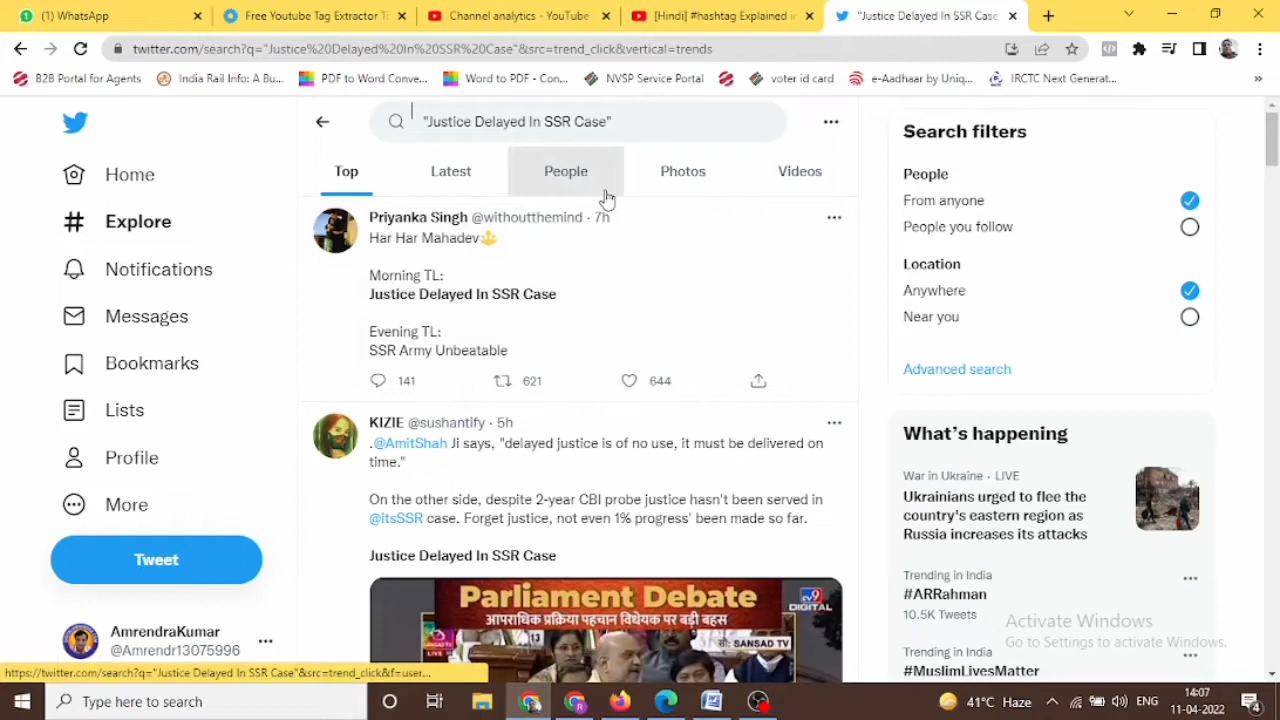 (1) WhatsApp
Free Youtube Tag Extractor T
Channel analytics - YouTube
[Hindi] #hashtag Explained in
"Justice Delayed In SSR Case"
twitter.com/search?q="Justice%20Delayed%20In%20SSR%20Case"&src=trend_click&vertical=trends
B2B Portal for Agents
India Rail Info: A Bu...
PDF to Word Conve...
Word to PDF - Con...
NVSP Service Portal
voter id card
e-Aadhaar by Uniq...
IRCTC Next Generat...
"Justice Delayed In SSR Case"
Top
Latest
People
Photos
Videos
Home
Explore
Notifications
Messages
Bookmarks
Lists
Profile
More
Tweet
AmrendraKumar
@Amrendr13075996
Priyanka Singh @withoutthemind · 7h
Har Har Mahadev
Morning TL:
Justice Delayed In SSR Case
Evening TL:
SSR Army Unbeatable
141
621
644
KIZIE @sushantify · 5h
.@AmitShah Ji says, "delayed justice is of no use, it must be delivered on
time."
On the other side, despite 2-year CBI probe justice hasn't been served in
@itsSSR case. Forget justice, not even 1% progress' been made so far.
Justice Delayed In SSR Case
Parliament Debate
आपराधिक प्रक्रिया पहचान विधेयक पर बड़ी बहस
TV9
DIGITAL
सौ: SANSAD TV
Search filters
People
From anyone
People you follow
Location
Anywhere
Near you
Advanced search
What's happening
War in Ukraine · LIVE
Ukrainians urged to flee the
country's eastern region as
Russia increases its attacks
Trending in India
#ARRahman
10.5K Tweets
Trending in India
#MuslimLivesMatter
Activate Windows
Go to Settings to activate Windows.
https://twitter.com/search?q="Justice Delayed In SSR Case"&src=trend_click&f=user...
Type here to search
41°C Haze
ENG
14:07
11-04-2022
4